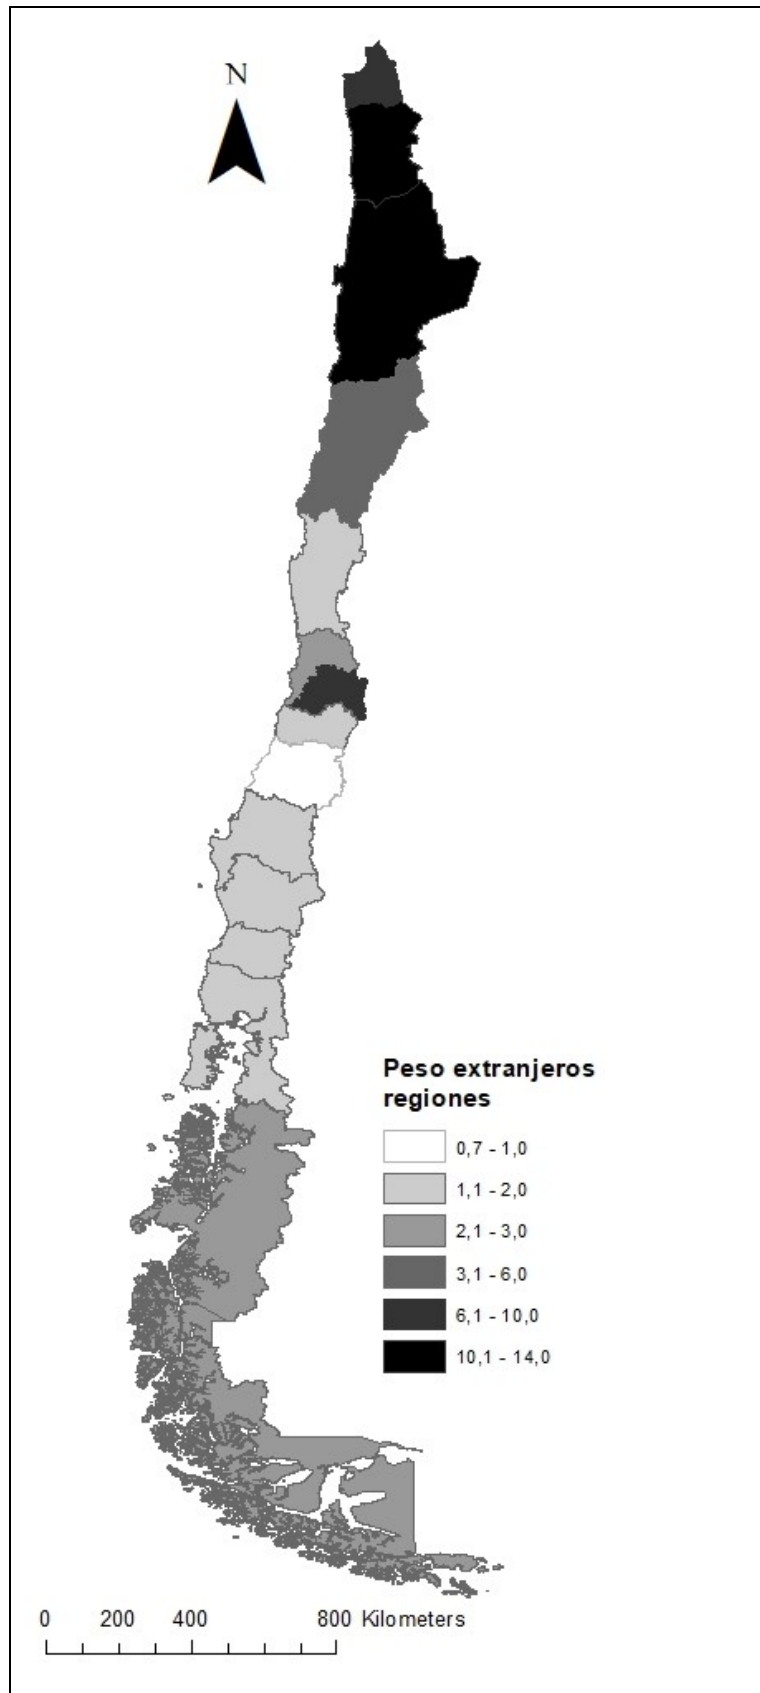 N
Peso extranjeros
regiones
0,7 - 1,0
1,1 - 2,0
2,1 - 3,0
3,1 - 6,0
6,1 - 10,0
10,1 - 14,0
0 200 400 800 Kilometers